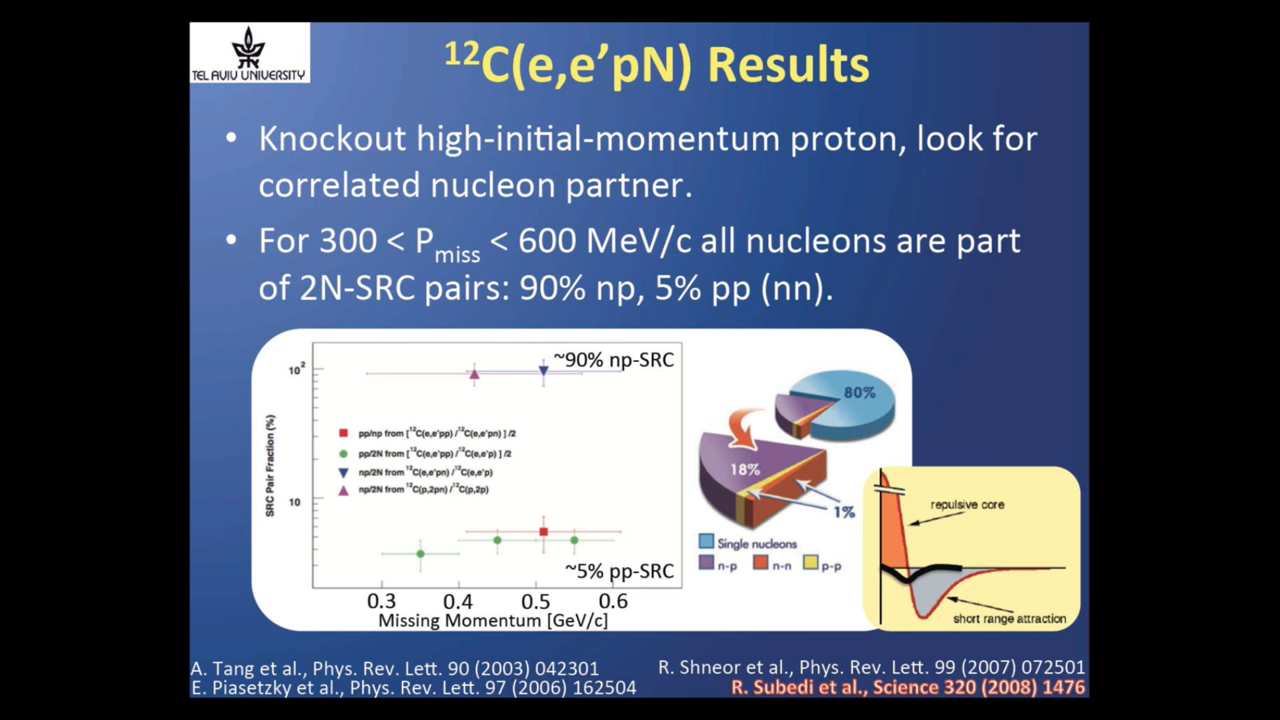 TEL AVIV UNIVERSITY
¹²C(e,e’pN) Results
• Knockout high-initial-momentum proton, look for
correlated nucleon partner.
• For 300 < Pmiss < 600 MeV/c all nucleons are part
of 2N-SRC pairs: 90% np, 5% pp (nn).
~90% np-SRC
10²
SRC Pair Fraction (%)
pp/np from [¹²C(e,e'pp) /¹²C(e,e'pn) ] /2
pp/2N from [¹²C(e,e'pp) /¹²C(e,e'p) ] /2
np/2N from ¹²C(e,e'pn) /¹²C(e,e'p)
np/2N from ¹²C(p,2pn) /¹²C(p,2p)
10
~5% pp-SRC
0.3 0.4 0.5 0.6
Missing Momentum [GeV/c]
80%
18%
1%
Single nucleons
n-p n-n p-p
repulsive core
short range attraction
A. Tang et al., Phys. Rev. Lett. 90 (2003) 042301
R. Shneor et al., Phys. Rev. Lett. 99 (2007) 072501
E. Piasetzky et al., Phys. Rev. Lett. 97 (2006) 162504
R. Subedi et al., Science 320 (2008) 1476